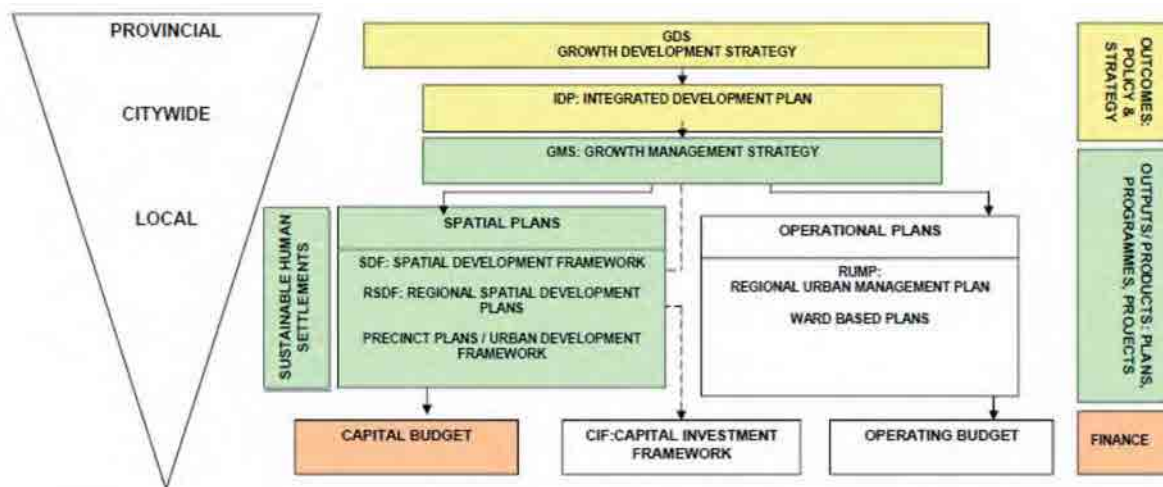 PROVINCIAL
CITYWIDE
LOCAL
GDS
GROWTH DEVELOPMENT STRATEGY
IDP: INTEGRATED DEVELOPMENT PLAN
GMS: GROWTH MANAGEMENT STRATEGY
SUSTAINABLE HUMAN
SETTLEMENTS
SPATIAL PLANS
SDF: SPATIAL DEVELOPMENT FRAMEWORK
RSDF: REGIONAL SPATIAL DEVELOPMENT
PLANS
PRECINCT PLANS / URBAN DEVELOPMENT
FRAMEWORK
OPERATIONAL PLANS
RUMP:
REGIONAL URBAN MANAGEMENT PLAN
WARD BASED PLANS
CAPITAL BUDGET
CIF:CAPITAL INVESTMENT
FRAMEWORK
OPERATING BUDGET
OUTCOMES:
POLICY &
STRATEGY
OUTPUTS/ PRODUCTS: PLANS,
PROGRAMMES, PROJECTS
FINANCE